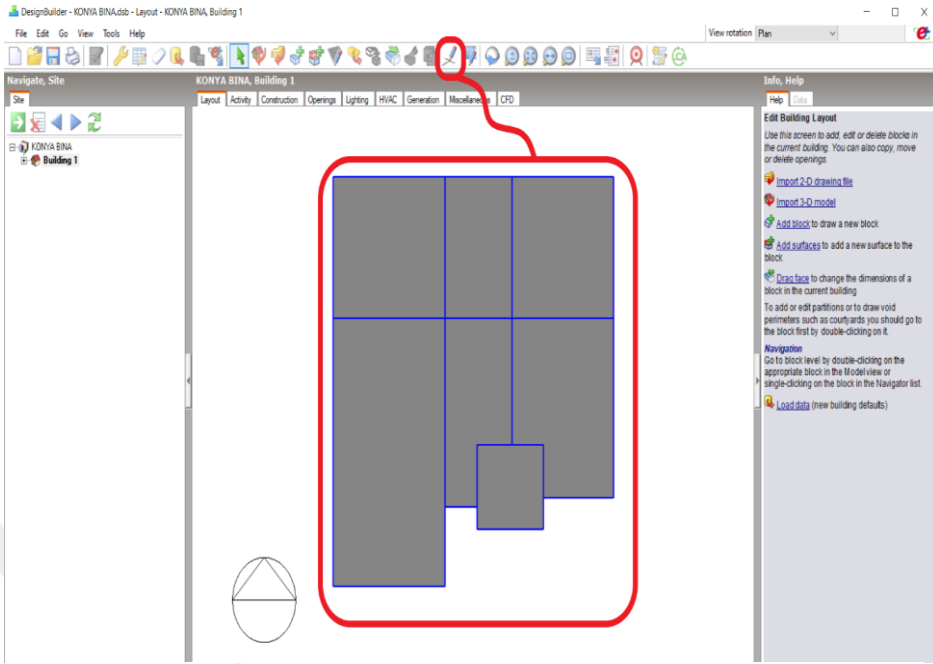 DesignBuilder - KONYA BINA.dsb - Layout - KONYA BINA, Building 1
File Edit Go View Tools Help
View rotation Plan
Navigate, Site
Site
KONYA BINA
Building 1
KONYA BINA, Building 1
Layout Activity Construction Openings Lighting HVAC Generation Miscellaneous CFD
Info, Help
Help Data
Edit Building Layout
Use this screen to add, edit or delete blocks in
the current building. You can also copy, move
or delete openings.
Import 2-D drawing file
Import 3-D model
Add block to draw a new block
Add surfaces to add a new surface to the
block
Drag face to change the dimensions of a
block in the current building
To add or edit partitions or to draw void
perimeters such as courtyards you should go to
the block first by double-clicking on it.
Navigation
Go to block level by double-clicking on the
appropriate block in the Model view or
single-clicking on the block in the Navigator list.
Load data (new building defaults)